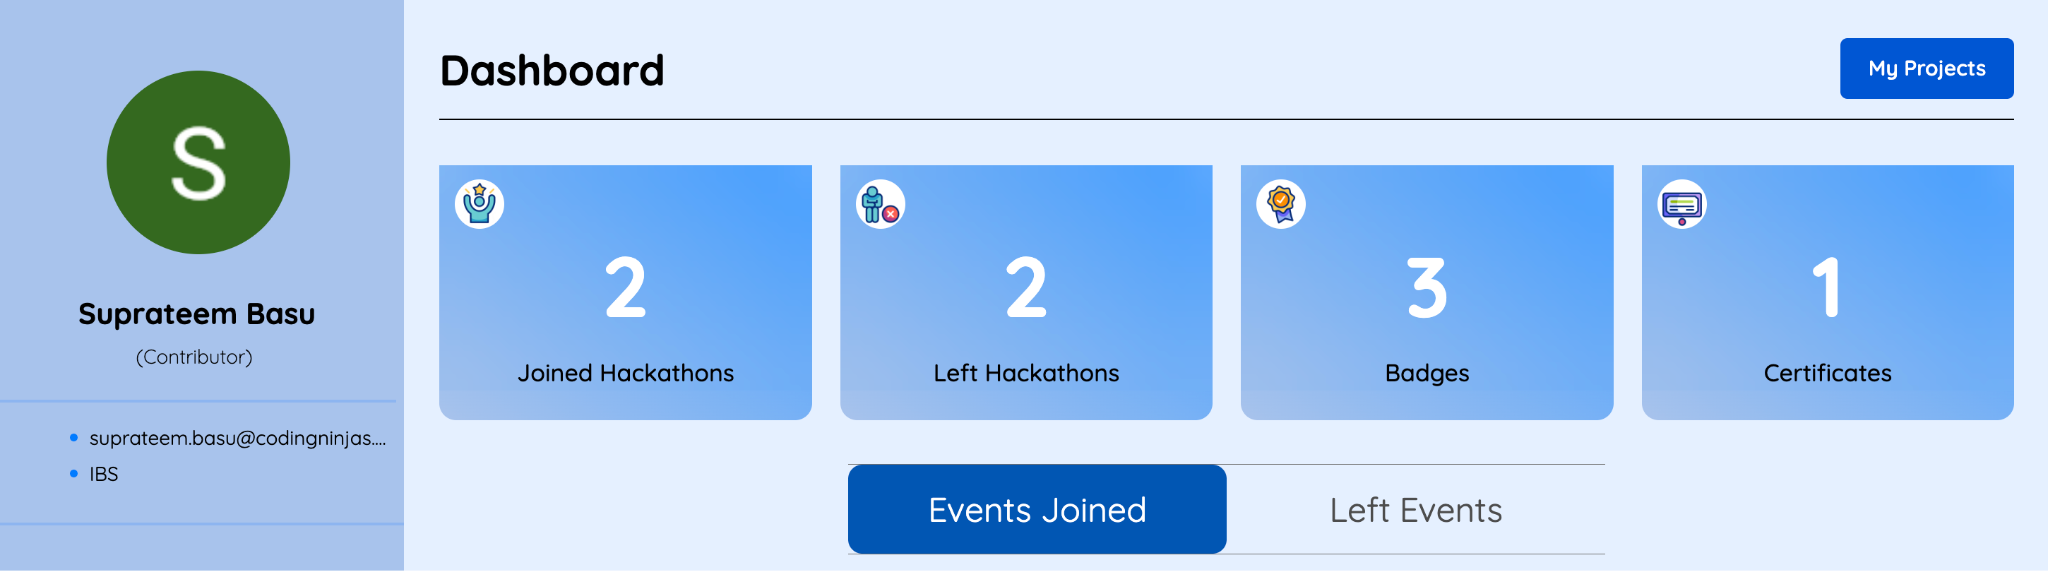 S
Suprateem Basu
(Contributor)
suprateem.basu@codingninjas....
IBS
Dashboard
My Projects
2
Joined Hackathons
2
Left Hackathons
3
Badges
1
Certificates
Events Joined
Left Events